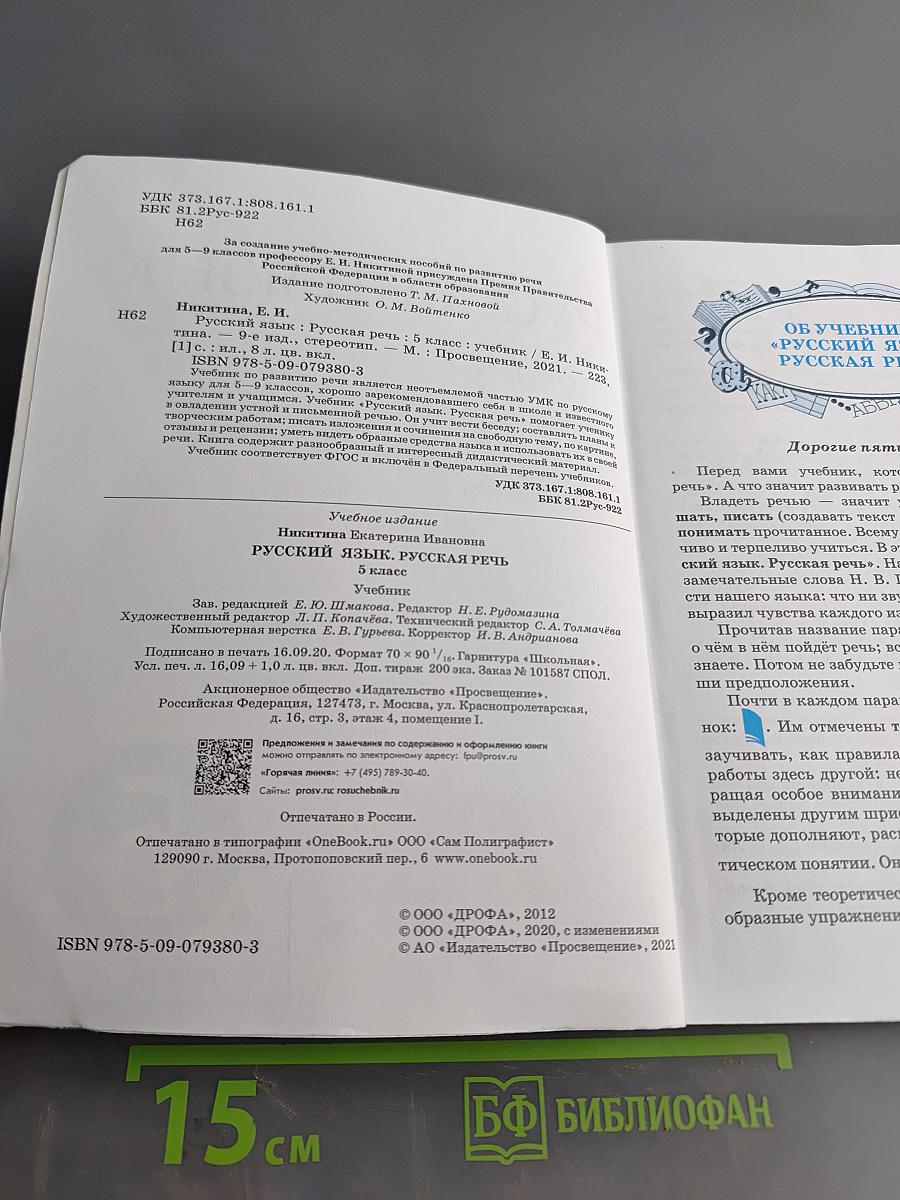 УДК 373.167.1:808.161.1
ББК 81.2Рус-922
Н62
За создание учебно-методических пособий по развитию речи
для 5—9 классов профессору Е. И. Никитиной присуждена Премия Правительства
Российской Федерации в области образования
Издание подготовлено Т. М. Пахновой
Художник О. М. Войтенко
Никитина, Е. И.
Н62 Русский язык : Русская речь : 5 класс : учебник / Е. И. Ники-
тина. — 9-е изд., стереотип. — М. : Просвещение, 2021. — 223,
[1] с. : ил., 8 л. цв. вкл.
ISBN 978-5-09-079380-3
Учебник по развитию речи является неотъемлемой частью УМК по русскому
языку для 5—9 классов, хорошо зарекомендовавшего себя в школе и известного
учителям и учащимся. Учебник «Русский язык. Русская речь» помогает ученику
в овладении устной и письменной речью. Он учит вести беседу; составлять планы к
творческим работам; писать изложения и сочинения на свободную тему, по картине,
отзывы и рецензии; уметь видеть образные средства языка и использовать их в своей
речи. Книга содержит разнообразный и интересный дидактический материал.
Учебник соответствует ФГОС и включён в Федеральный перечень учебников.
УДК 373.167.1:808.161.1
ББК 81.2Рус-922
Учебное издание
Никитина Екатерина Ивановна
РУССКИЙ ЯЗЫК. РУССКАЯ РЕЧЬ
5 класс
Учебник
Зав. редакцией Е. Ю. Шмакова. Редактор Н. Е. Рудомазина
Художественный редактор Л. П. Копачёва. Технический редактор С. А. Толмачёва
Компьютерная верстка Е. В. Гурьева. Корректор И. В. Андрианова
Подписано в печать 16.09.20. Формат 70 × 90 1/16. Гарнитура «Школьная».
Усл. печ. л. 16,09 + 1,0 л. цв. вкл. Доп. тираж 200 экз. Заказ № 101587 СПОЛ.
Акционерное общество «Издательство «Просвещение».
Российская Федерация, 127473, г. Москва, ул. Краснопролетарская,
д. 16, стр. 3, этаж 4, помещение I.
Предложения и замечания по содержанию и оформлению книги
можно отправлять по электронному адресу: fpu@prosv.ru
«Горячая линия»: +7 (495) 789-30-40.
Сайты: prosv.ru; rosuchebnik.ru
Отпечатано в России.
Отпечатано в типографии «OneBook.ru» ООО «Сам Полиграфист»
129090 г. Москва, Протопоповский пер., 6 www.onebook.ru
© ООО «ДРОФА», 2012
© ООО «ДРОФА», 2020, с изменениями
© АО «Издательство «Просвещение», 2021
ISBN 978-5-09-079380-3
ОБ УЧЕБНИ
«РУССКИЙ Я
РУССКАЯ РЕ
КАК
АБВ
Дорогие пяти
Перед вами учебник, кото
речь». А что значит развивать р
Владеть речью — значит у
шать, писать (создавать текст
понимать прочитанное. Всему
чиво и терпеливо учиться. В э
ский язык. Русская речь». На
замечательные слова Н. В. Г
сти нашего языка: что ни зву
выразил чувства каждого из
Прочитав название пара
о чём в нём пойдёт речь; вс
знаете. Потом не забудьте
ши предположения.
Почти в каждом пара
нок: . Им отмечены т
заучивать, как правила
работы здесь другой: не
ращая особое внимани
выделены другим шри
торые дополняют, рас
тическом понятии. Он
Кроме теоретичес
образные упражнени
15 см
БФ БИБЛИОФАН